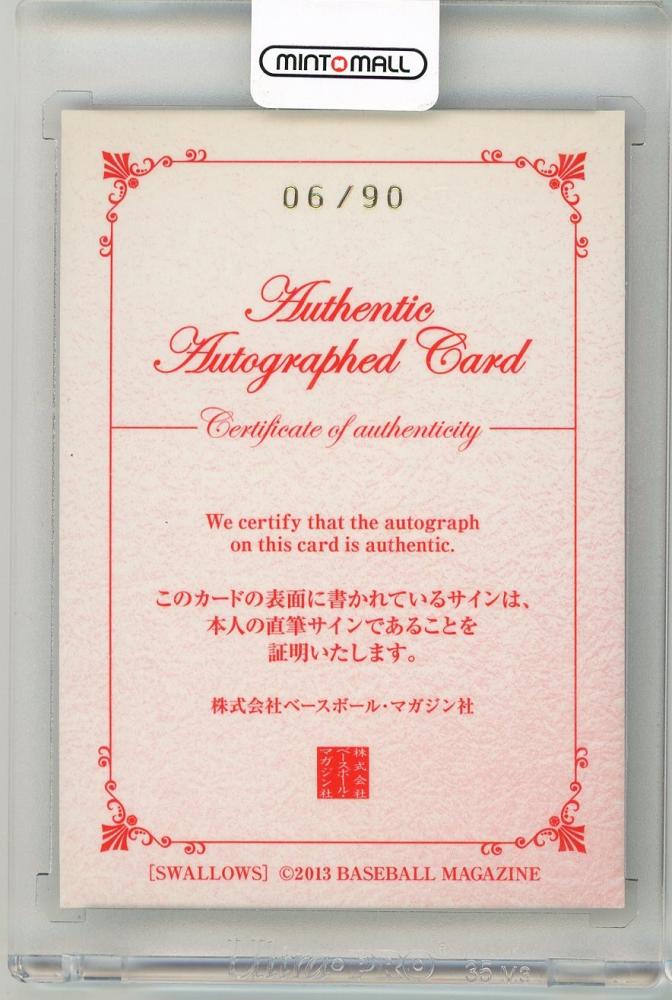 MINTMALL
06/90
Authentic
Autographed Card
Certificate of authenticity
We certify that the autograph
on this card is authentic.
このカードの表面に書かれているサインは、
本人の直筆サインであることを
証明いたします。
株式会社ベースボール・マガジン社
株式会社
ベースボール・
マガジン社
[SWALLOWS] ©2013 BASEBALL MAGAZINE
Ultra PRO